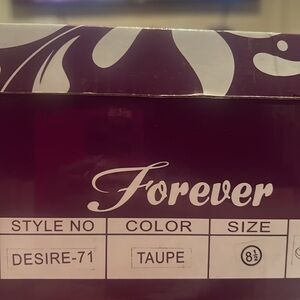 Forever
STYLE NO COLOR SIZE
DESIRE-71 TAUPE 8½